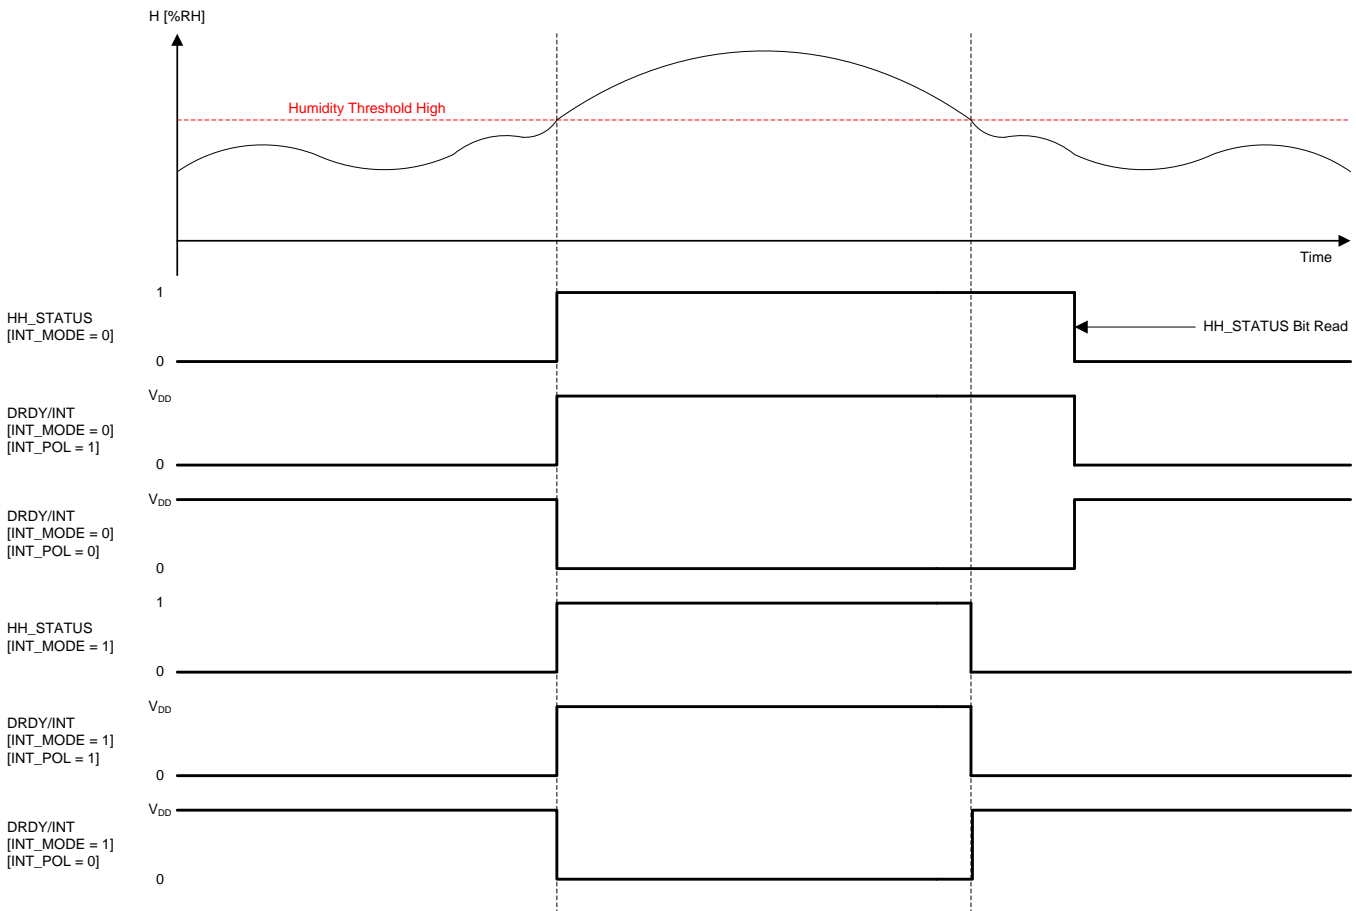 H [%RH]
Humidity Threshold High
Time
1
HH_STATUS
[INT_MODE = 0]
HH_STATUS Bit Read
0
VDD
DRDY/INT
[INT_MODE = 0]
[INT_POL = 1]
0
VDD
DRDY/INT
[INT_MODE = 0]
[INT_POL = 0]
0
1
HH_STATUS
[INT_MODE = 1]
0
VDD
DRDY/INT
[INT_MODE = 1]
[INT_POL = 1]
0
VDD
DRDY/INT
[INT_MODE = 1]
[INT_POL = 0]
0